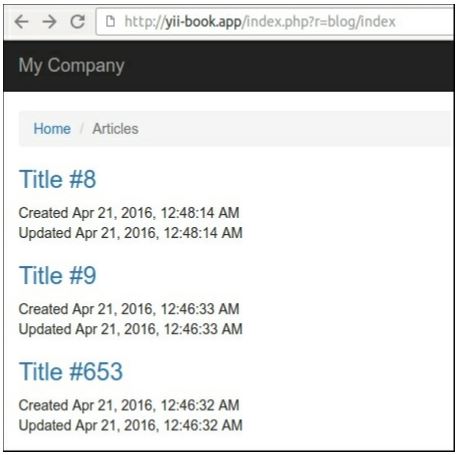 http://yii-book.app/index.php?r=blog/index
My Company
Home / Articles
Title #8
Created Apr 21, 2016, 12:48:14 AM
Updated Apr 21, 2016, 12:48:14 AM
Title #9
Created Apr 21, 2016, 12:46:33 AM
Updated Apr 21, 2016, 12:46:33 AM
Title #653
Created Apr 21, 2016, 12:46:32 AM
Updated Apr 21, 2016, 12:46:32 AM